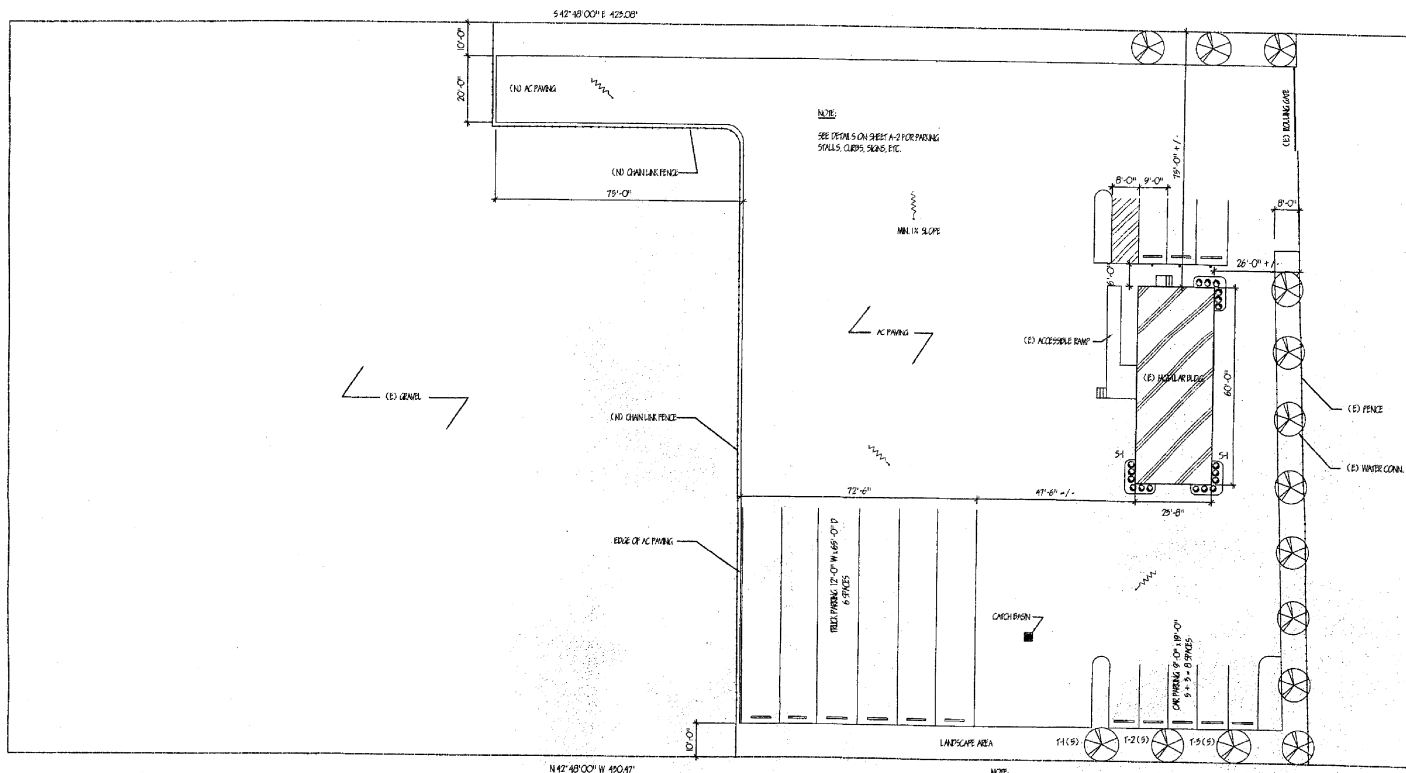 S 42°48'00" E 423.08'
10'-0"
20'-0"
(N) AC PAVING
NOTE:
SEE DETAILS ON SHEET A-2 FOR PARKING
STALLS, CURBS, SIGNS, ETC.
(E) ROLLING GATE
75'-0" +/-
(N) CHAIN LINK FENCE
75'-0"
8'-0"
9'-0"
8'-0"
MIN. 1% SLOPE
26'-0" +/-
AC PAVING
(E) ACCESSIBLE RAMP
(E) MODULAR BLDG.
60'-0"
(E) GRAVEL
(N) CHAIN LINK FENCE
(E) FENCE
(E) WATER CONN.
S-1
S-1
72'-6"
47'-6" +/-
25'-8"
EDGE OF AC PAVING
TRUCK PARKING 12'-0" W x 65'-0" D
6 SPACES
CATCH BASIN
CAR PARKING 9'-0" x 19'-0"
5 + 3 = 8 SPACES
10'-0"
LANDSCAPE AREA
T-1 (5)
T-2 (5)
T-3 (5)
N 42°48'00" W 430.47'
NOTE: